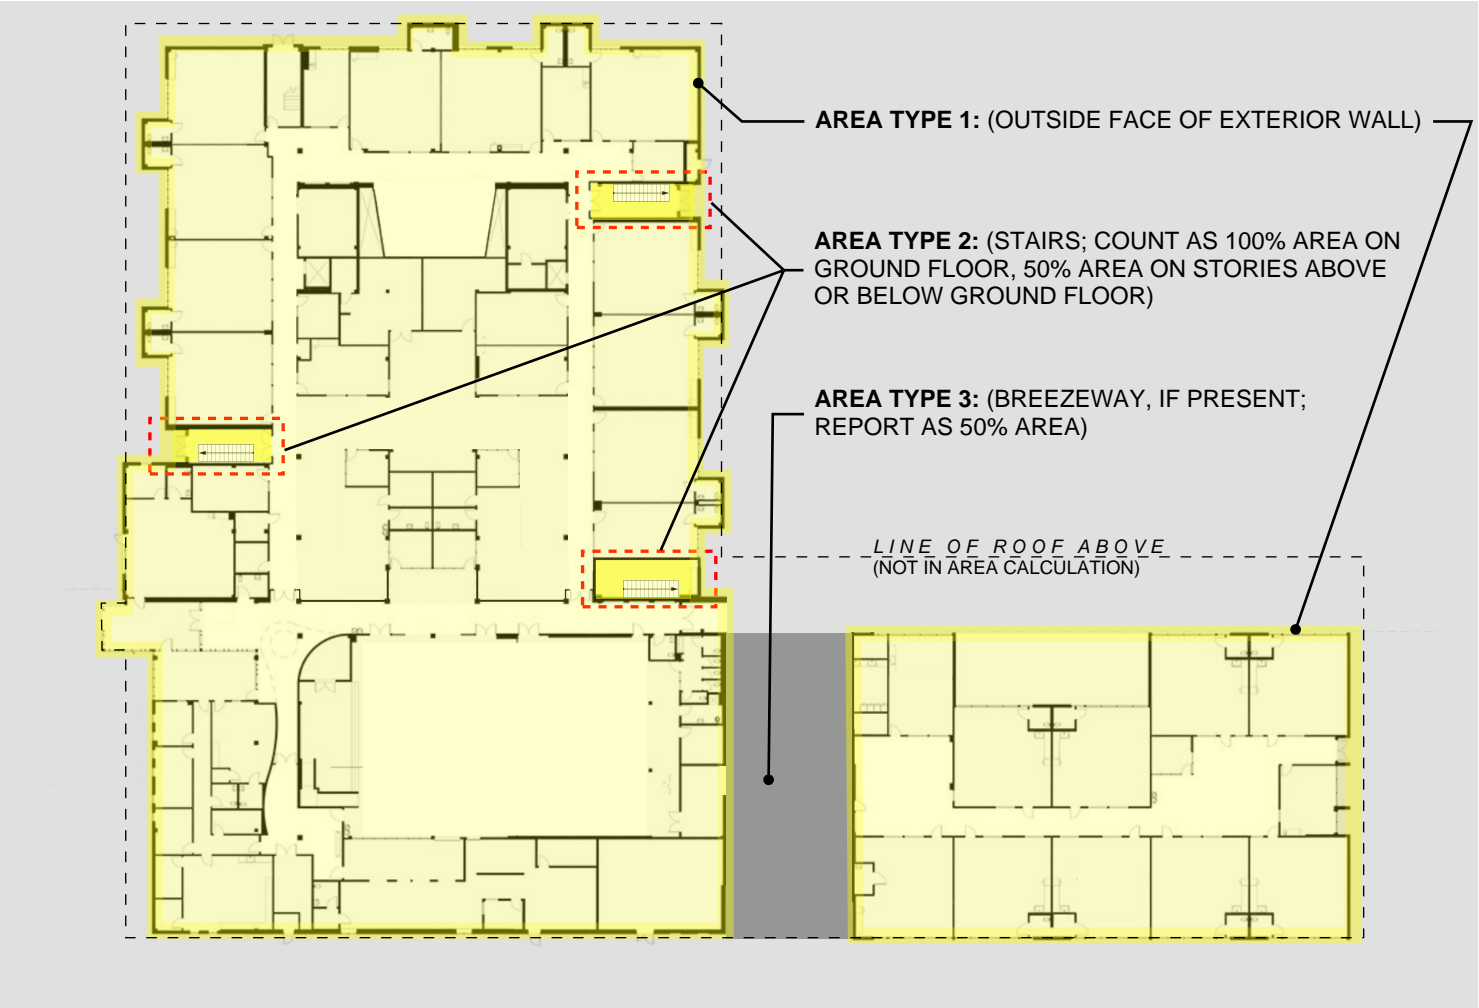 AREA TYPE 1: (OUTSIDE FACE OF EXTERIOR WALL)
AREA TYPE 2: (STAIRS; COUNT AS 100% AREA ON
GROUND FLOOR, 50% AREA ON STORIES ABOVE
OR BELOW GROUND FLOOR)
AREA TYPE 3: (BREEZEWAY, IF PRESENT;
REPORT AS 50% AREA)
LINE OF ROOF ABOVE
(NOT IN AREA CALCULATION)